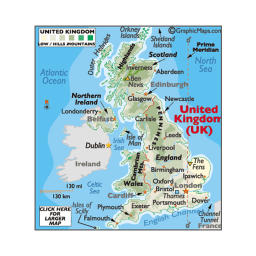 UNITED KINGDOM
LOW / HILLS / MOUNTAINS
Orkney
Islands
©GraphicMaps.com
Shetland
Islands
Prime
Meridian
Outer Hebrides
Highlands
Scotland
Inverness
Aberdeen
North
Sea
Atlantic
Ocean
Ben
Nevis
Edinburgh
Northern
Ireland
Glasgow
Newcastle
Londonderry
Belfast
Carlisle
PENNINES
United
Kingdom
(UK)
Isle of
Man
Leeds
Dublin
Irish
Sea
Liverpool
England
Ireland
Cambrian Mts.
The
Fens
Birmingham
Ipswich
Wales
Oxford
130 mi
130 km
Celtic
Sea
Cardiff
Bristol
London
Thames
CLICK HERE
FOR
LARGER
MAP
Isles of
Scilly
Exeter
Portsmouth
Dover
Plymouth
Falmouth
English Channel
Channel
Tunnel
France